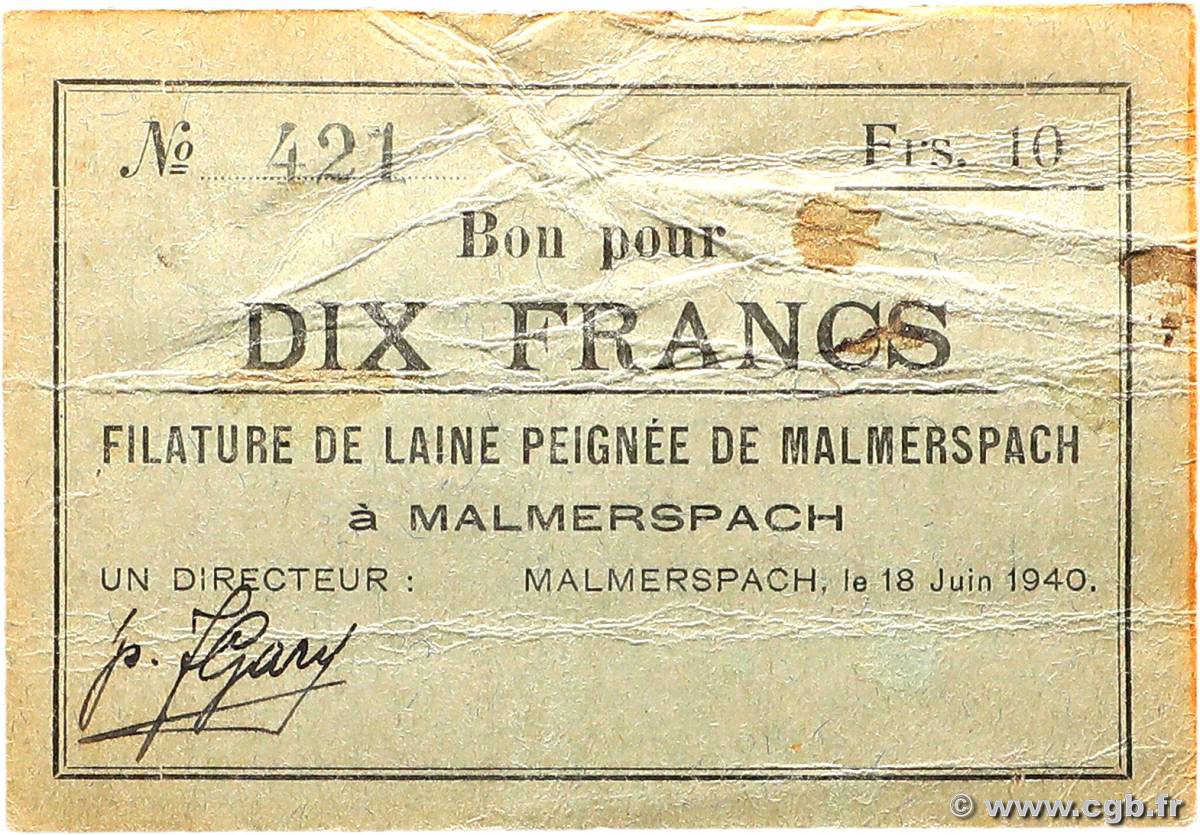 № 421 Frs. 10
Bon pour
DIX FRANCS
FILATURE DE LAINE PEIGNÉE DE MALMERSPACH
à MALMERSPACH
UN DIRECTEUR : MALMERSPACH, le 18 Juin 1940.
p. JGary
© www.cgb.fr